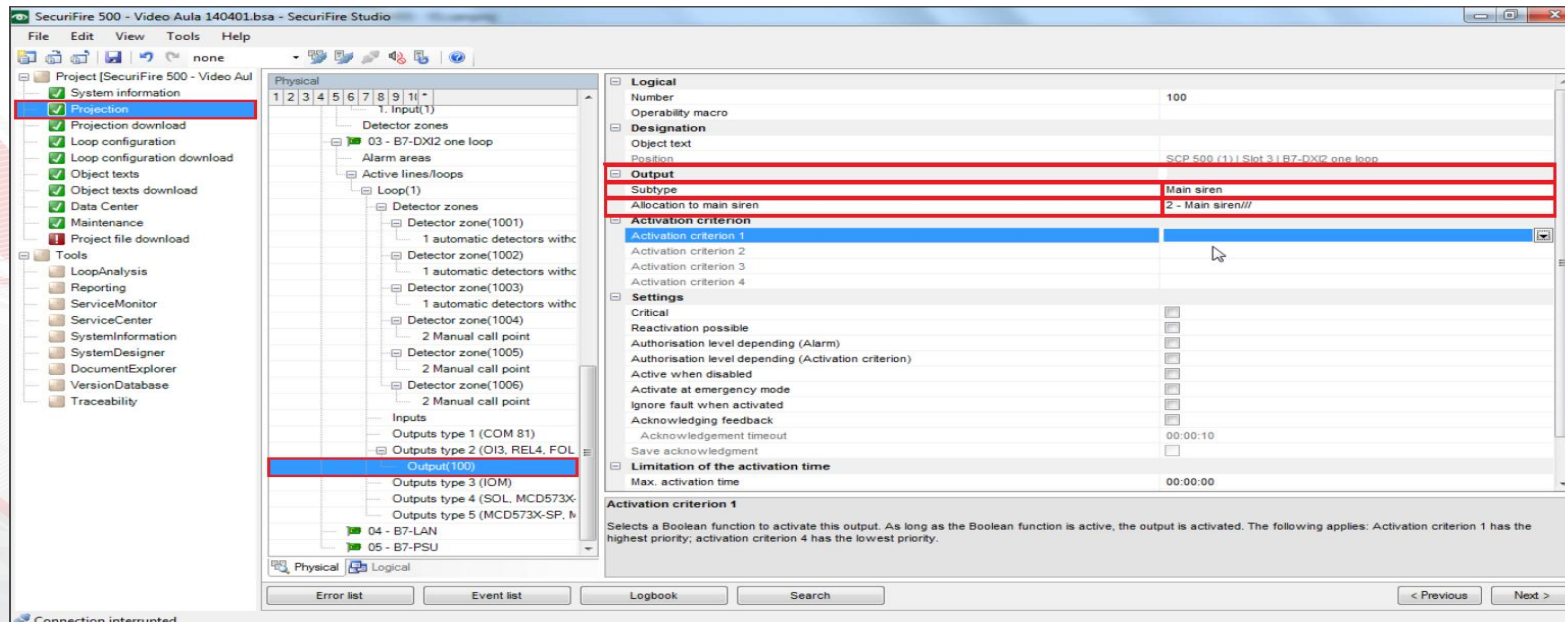 SecuriFire 500 - Video Aula 140401.bsa - SecuriFire Studio
File Edit View Tools Help
none
Project [SecuriFire 500 - Video Aul
System information
Projection
Projection download
Loop configuration
Loop configuration download
Object texts
Object texts download
Data Center
Maintenance
Project file download
Tools
LoopAnalysis
Reporting
ServiceMonitor
ServiceCenter
SystemInformation
SystemDesigner
DocumentExplorer
VersionDatabase
Traceability
Physical
1 2 3 4 5 6 7 8 9 1( *
1. Input(1)
Detector zones
03 - B7-DXI2 one loop
Alarm areas
Active lines/loops
Loop(1)
Detector zones
Detector zone(1001)
1 automatic detectors withc
Detector zone(1002)
1 automatic detectors withc
Detector zone(1003)
1 automatic detectors withc
Detector zone(1004)
2 Manual call point
Detector zone(1005)
2 Manual call point
Detector zone(1006)
2 Manual call point
Inputs
Outputs type 1 (COM 81)
Outputs type 2 (OI3, REL4, FOL
Output(100)
Outputs type 3 (IOM)
Outputs type 4 (SOL, MCD573X-
Outputs type 5 (MCD573X-SP, M
04 - B7-LAN
05 - B7-PSU
Physical Logical
Logical
Number 100
Operability macro
Designation
Object text
Position SCP 500 (1) | Slot 3 | B7-DXI2 one loop
Output
Subtype Main siren
Allocation to main siren 2 - Main siren///
Activation criterion
Activation criterion 1
Activation criterion 2
Activation criterion 3
Activation criterion 4
Settings
Critical
Reactivation possible
Authorisation level depending (Alarm)
Authorisation level depending (Activation criterion)
Active when disabled
Activate at emergency mode
Ignore fault when activated
Acknowledging feedback
Acknowledgement timeout 00:00:10
Save acknowledgment
Limitation of the activation time
Max. activation time 00:00:00
Activation criterion 1
Selects a Boolean function to activate this output. As long as the Boolean function is active, the output is activated. The following applies: Activation criterion 1 has the
highest priority; activation criterion 4 has the lowest priority.
Error list Event list Logbook Search < Previous Next >
Connection interrupted